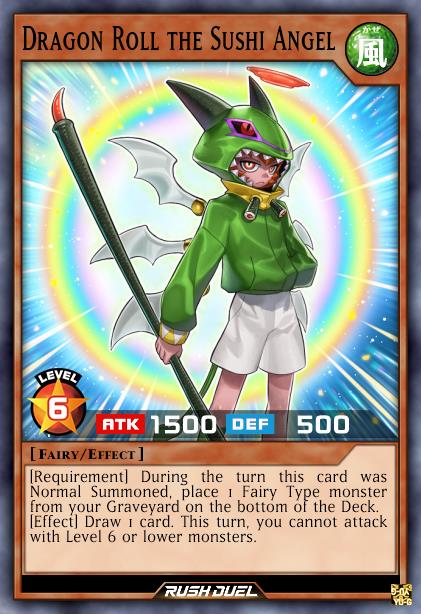 Dragon Roll the Sushi Angel
かぜ
風
LEVEL
6
ATK 1500 DEF 500
[Fairy/Effect]
[Requirement] During the turn this card was
Normal Summoned, place 1 Fairy Type monster
from your Graveyard on the bottom of the Deck.
[Effect] Draw 1 card. This turn, you cannot attack
with Level 6 or lower monsters.
RUSH DUEL